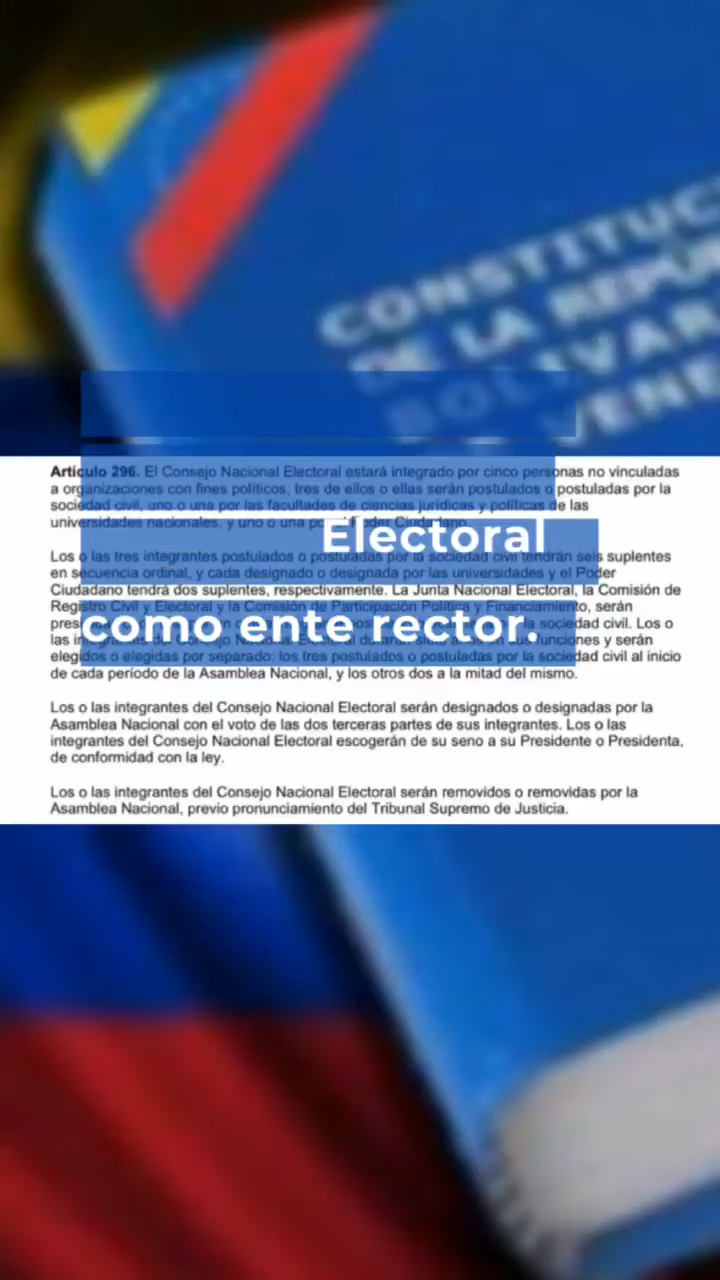 CONSTITUC
DE LA REPÚB
BOLIVAR
VENE
Artículo 296. El Consejo Nacional Electoral estará integrado por cinco personas no vinculadas
a organizaciones con fines políticos, tres de ellos o ellas serán postulados o postuladas por la
sociedad civil, uno o una por las facultades de ciencias jurídicas y políticas de las
universidades nacionales, y uno o una por el Poder Ciudadano.
Electoral
como ente rector.
Los o las tres integrantes postulados o postuladas por la sociedad civil tendrán seis suplentes
en secuencia ordinal, y cada designado o designada por las universidades y el Poder
Ciudadano tendrá dos suplentes, respectivamente. La Junta Nacional Electoral, la Comisión de
Registro Civil y Electoral y la Comisión de Participación Política y Financiamiento, serán
sociedad civil. Los o
las funciones y serán
elegidos o elegidas por separado: los tres postulados o postuladas por la sociedad civil al inicio
de cada período de la Asamblea Nacional, y los otros dos a la mitad del mismo.
Los o las integrantes del Consejo Nacional Electoral serán designados o designadas por la
Asamblea Nacional con el voto de las dos terceras partes de sus integrantes. Los o las
integrantes del Consejo Nacional Electoral escogerán de su seno a su Presidente o Presidenta,
de conformidad con la ley.
Los o las integrantes del Consejo Nacional Electoral serán removidos o removidas por la
Asamblea Nacional, previo pronunciamiento del Tribunal Supremo de Justicia.